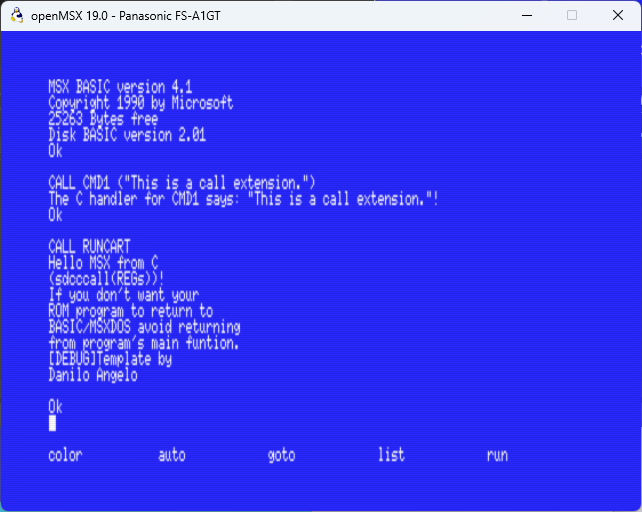 openMSX 19.0 - Panasonic FS-A1GT
MSX BASIC version 4.1
Copyright 1990 by Microsoft
25263 Bytes free
Disk BASIC version 2.01
Ok
CALL CMD1 ("This is a call extension.")
The C handler for CMD1 says: "This is a call extension."!
Ok
CALL RUNCART
Hello MSX from C
(sdcccall(REGs))!
If you don't want your
ROM program to return to
BASIC/MSXDOS avoid returning
from program's main funtion.
[DEBUG]Template by
Danilo Angelo
Ok
color auto goto list run